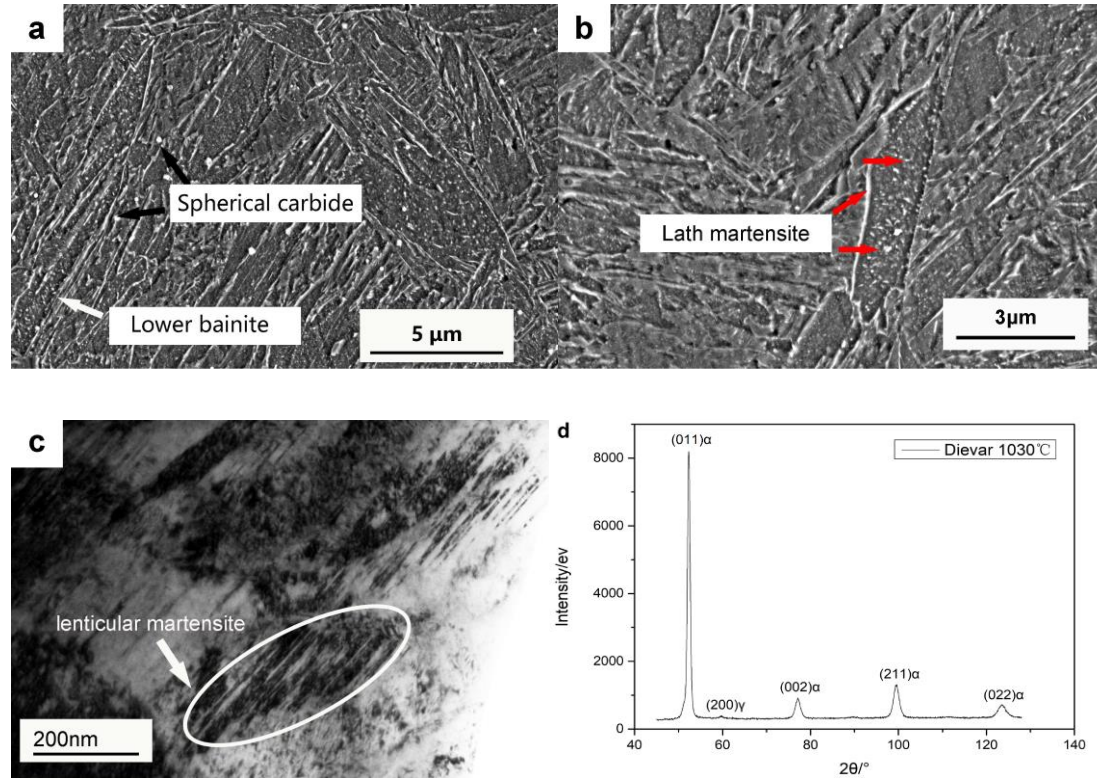 a
Spherical carbide
Lower bainite
5 μm
b
Lath martensite
3μm
c
lenticular martensite
200nm
d
Dievar 1030℃
(011)α
(200)γ
(002)α
(211)α
(022)α
8000
6000
4000
2000
0
Intensity/ev
40 60 80 100 120 140
2θ/°